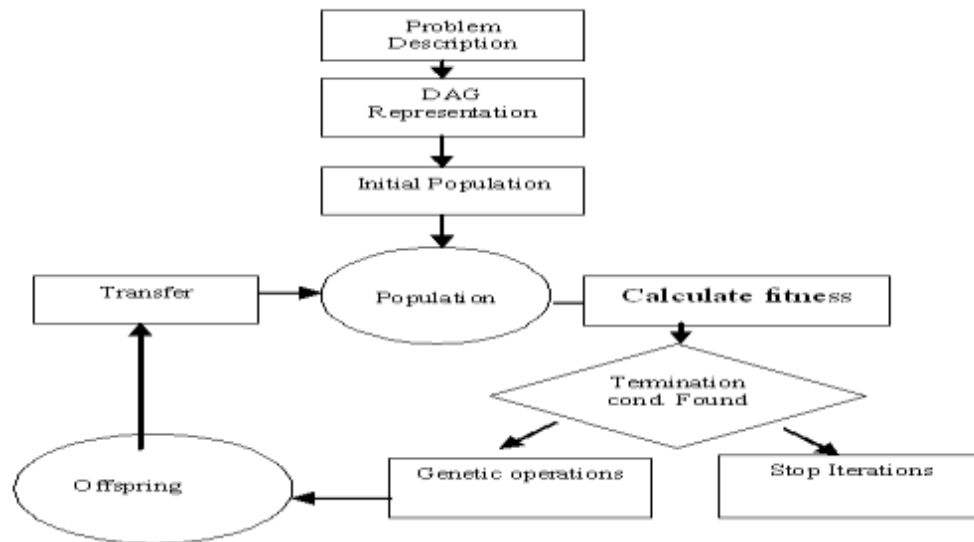 Problem
Description
DAG
Representation
Initial Population
Transfer
Population
Calculate fitness
Termination
cond. Found
Genetic operations
Stop Iterations
Offspring